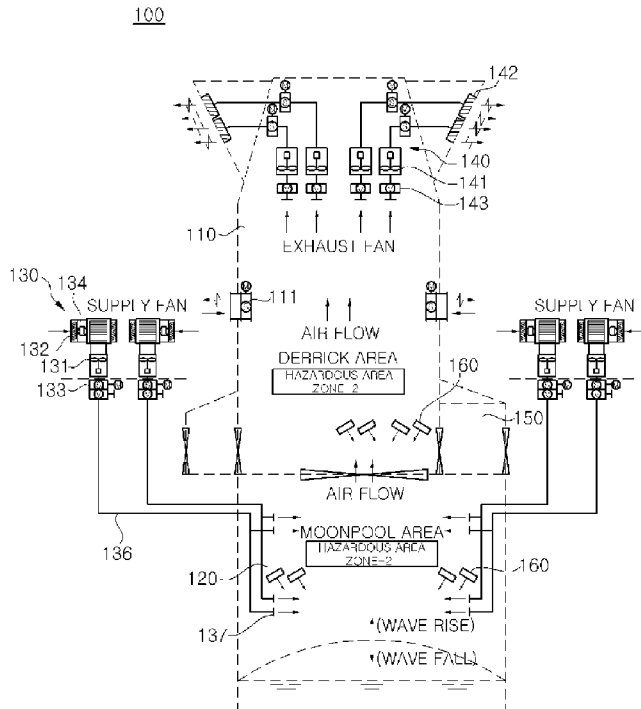 100
142
140
141
143
110
EXHAUST FAN
130
134
SUPPLY FAN
111
SUPPLY FAN
132
AIR FLOW
131
DERRICK AREA
133
HAZARDOUS AREA
ZONE-2
160
150
AIR FLOW
MOONPOOL AREA
136
HAZARDOUS AREA
ZONE-2
120
160
137
(WAVE RISE)
(WAVE FALL)